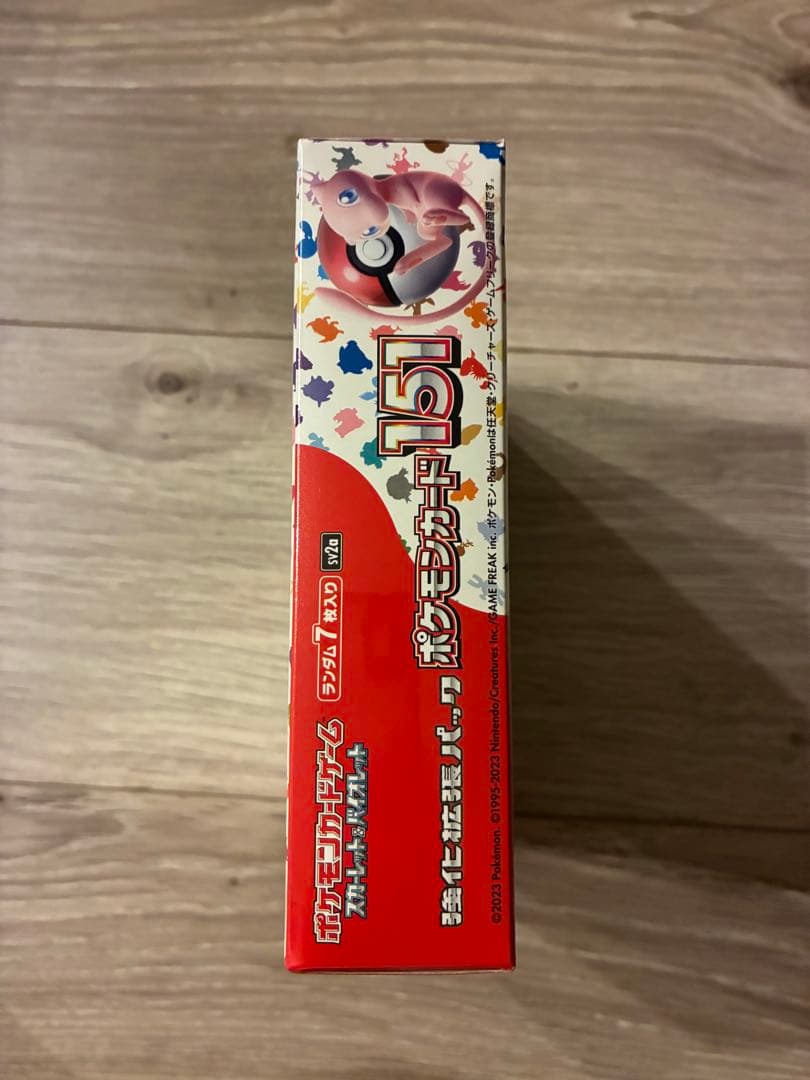 ポケモンカードゲーム
スカーレット&バイオレット
ランダム7枚入り
sv2a
強化拡張パック
ポケモンカード151
©2023 Pokémon. ©1995-2023 Nintendo/Creatures Inc./GAME FREAK inc. ポケモン・Pokémonは任天堂・クリーチャーズ・ゲームフリークの登録商標です。